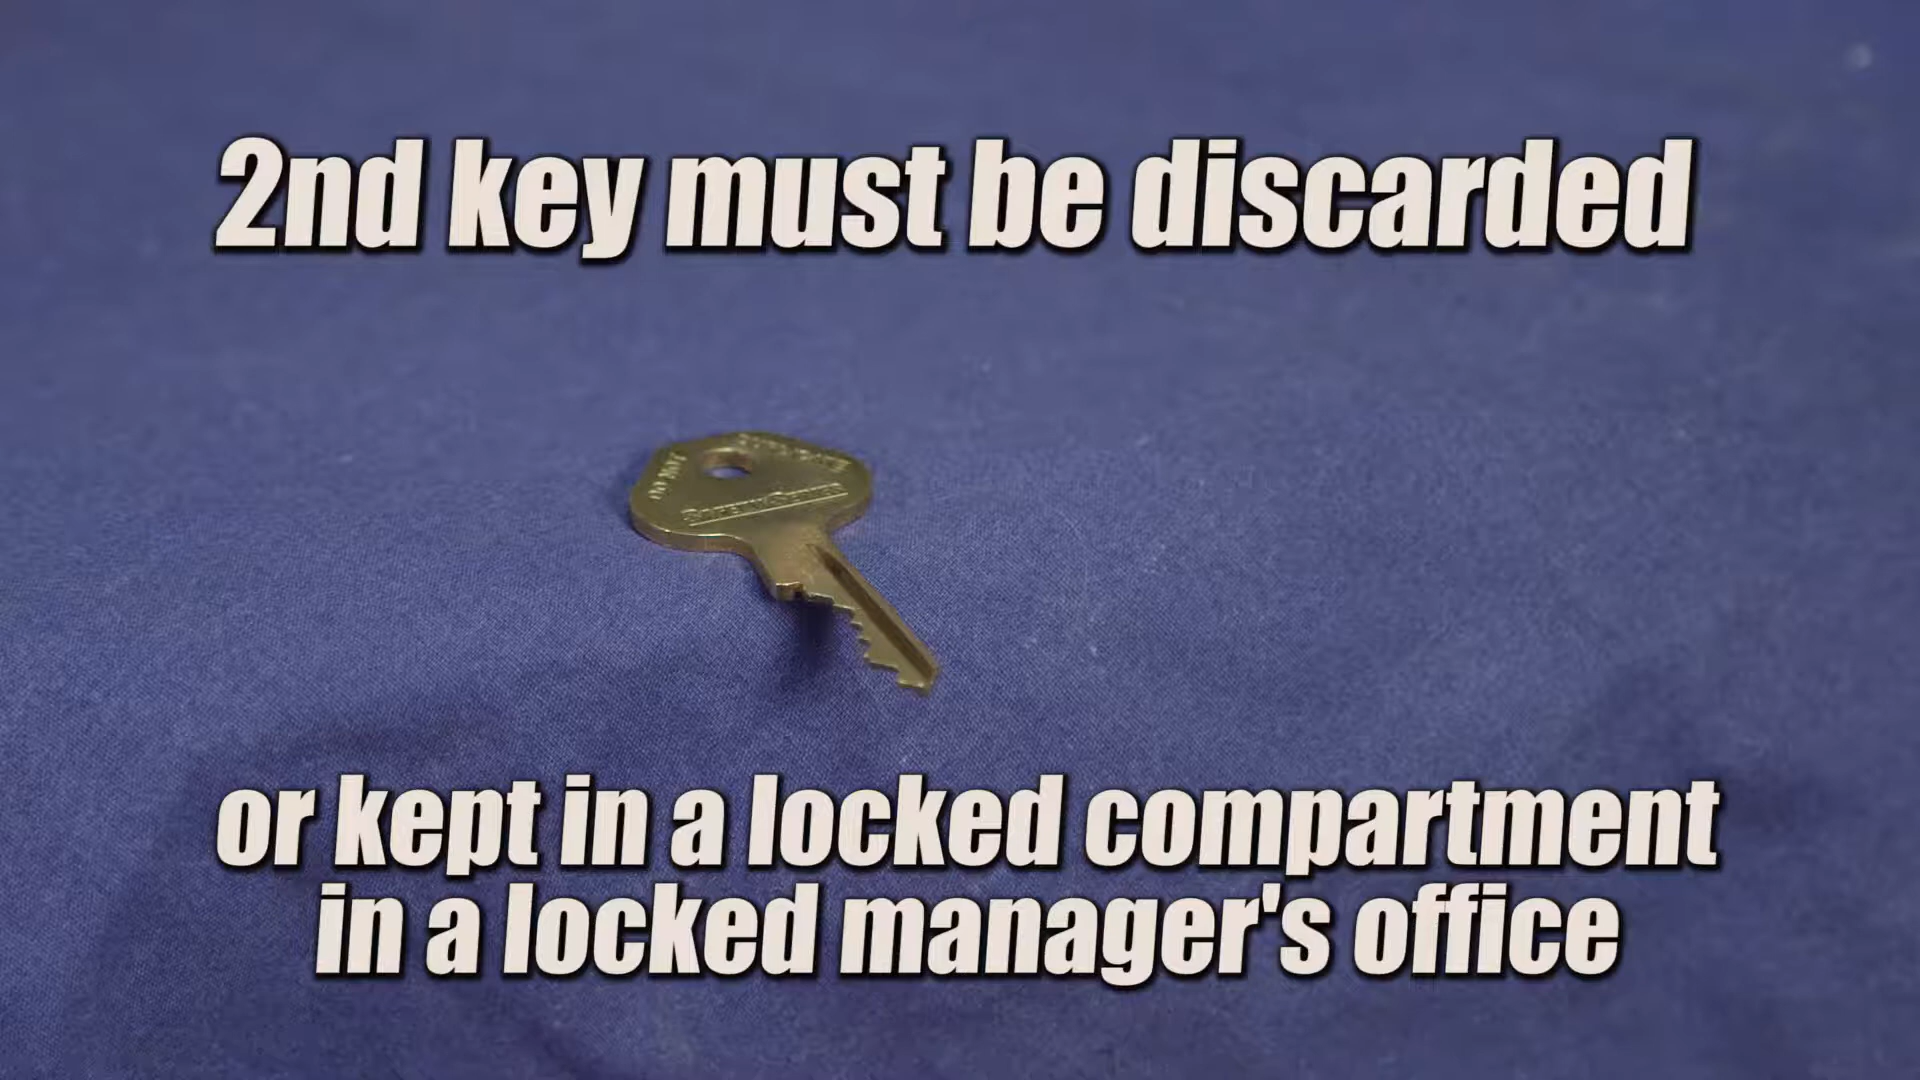 2nd key must be discarded
or kept in a locked compartment
in a locked manager's office